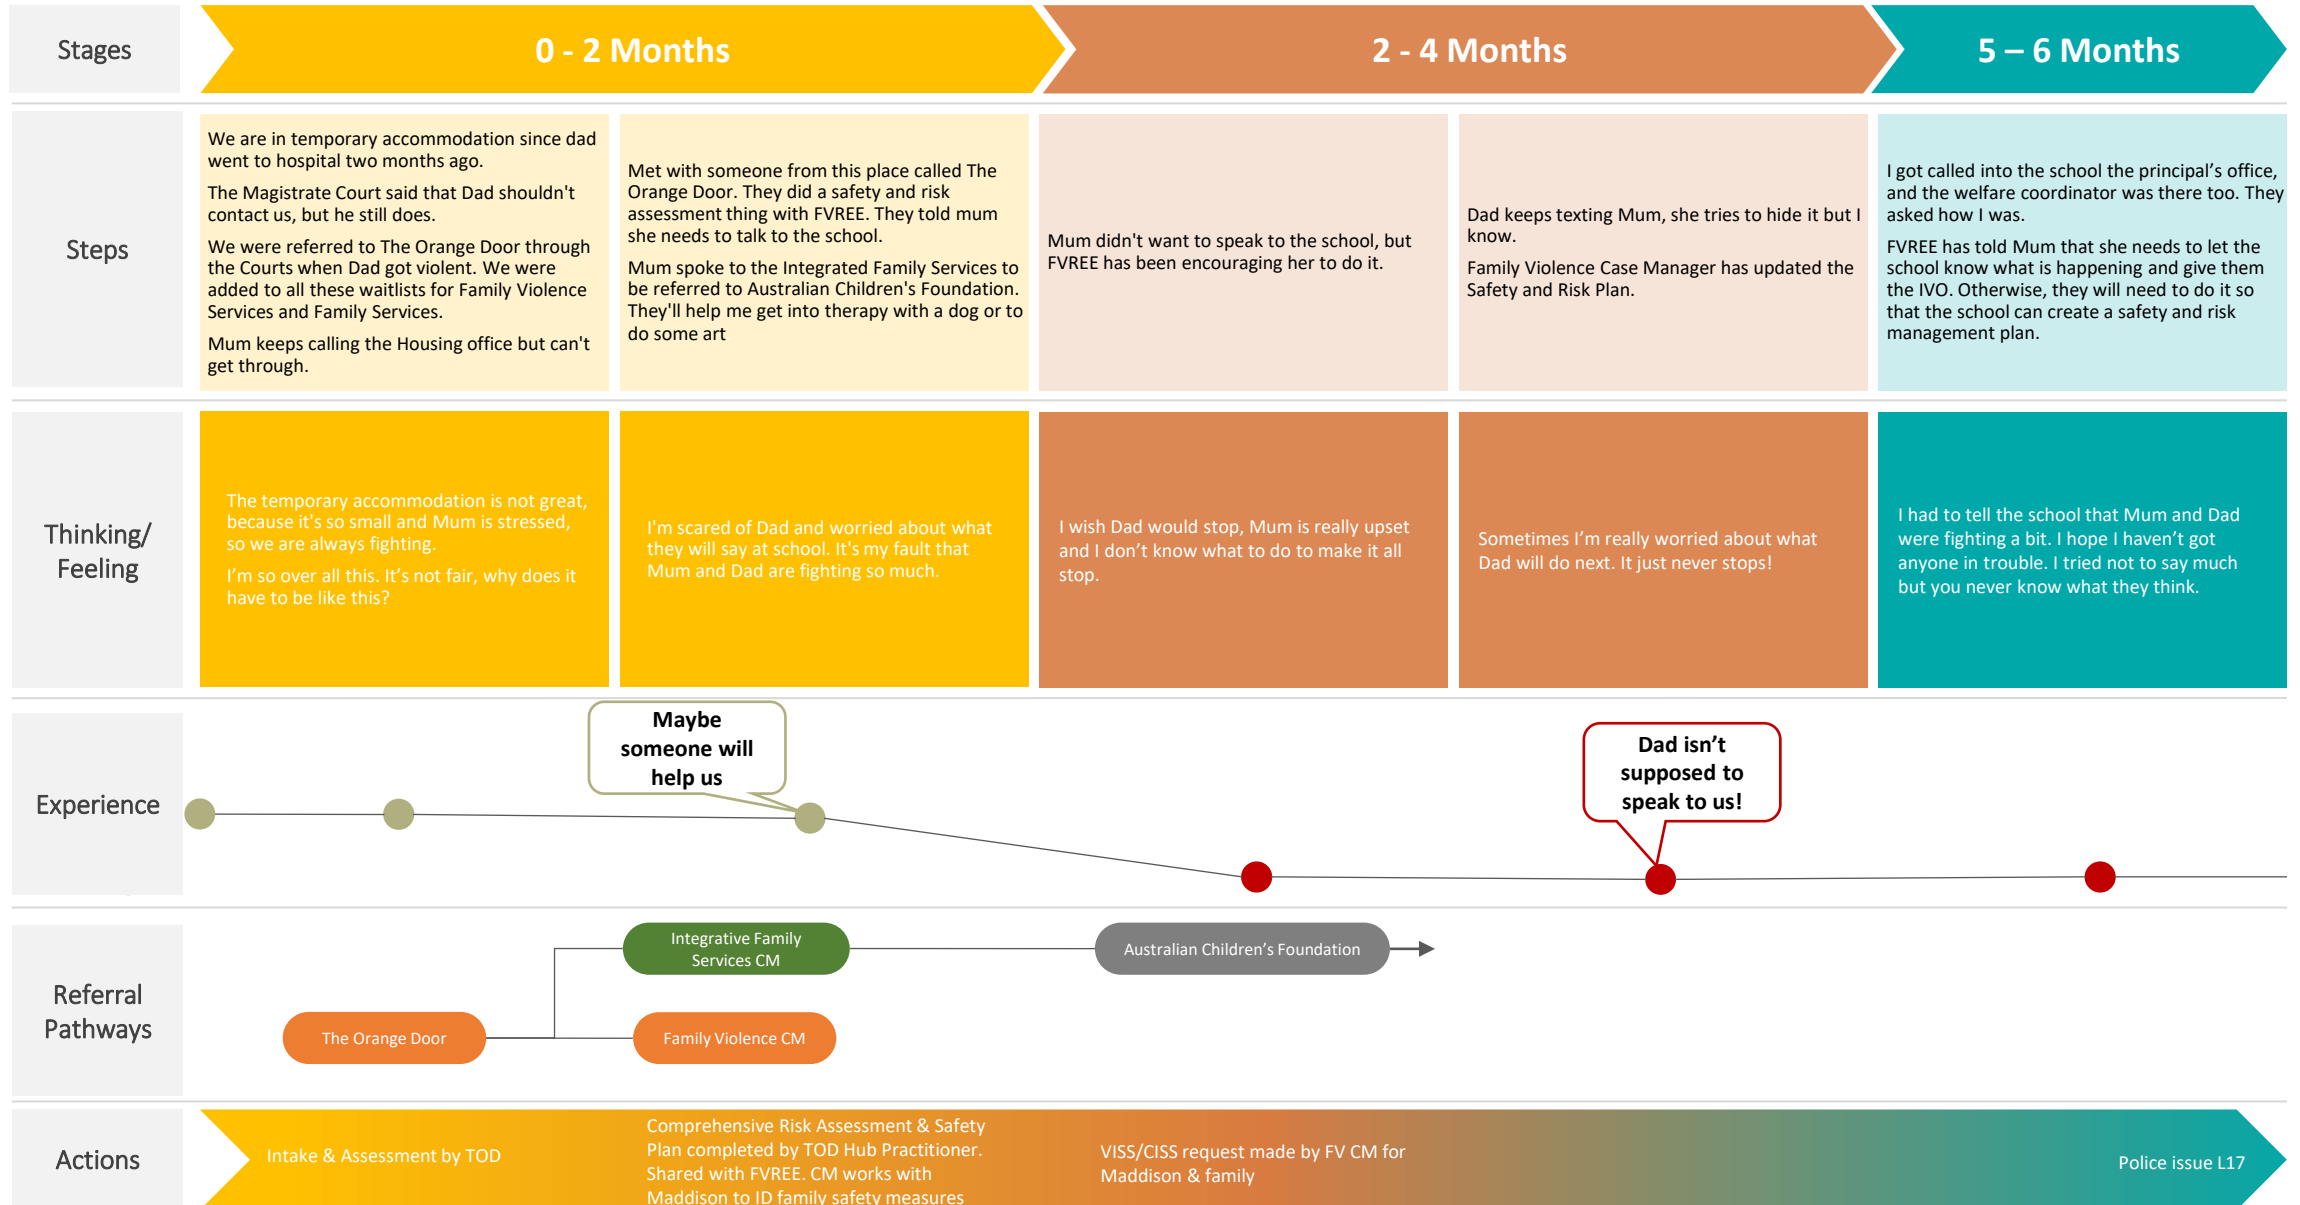 Stages
0 - 2 Months
2 - 4 Months
5 – 6 Months
Steps
We are in temporary accommodation since dad
went to hospital two months ago.
The Magistrate Court said that Dad shouldn't
contact us, but he still does.
We were referred to The Orange Door through
the Courts when Dad got violent. We were
added to all these waitlists for Family Violence
Services and Family Services.
Mum keeps calling the Housing office but can't
get through.
Met with someone from this place called The
Orange Door. They did a safety and risk
assessment thing with FVREE. They told mum
she needs to talk to the school.
Mum spoke to the Integrated Family Services to
be referred to Australian Children's Foundation.
They'll help me get into therapy with a dog or to
do some art
Mum didn't want to speak to the school, but
FVREE has been encouraging her to do it.
Dad keeps texting Mum, she tries to hide it but I
know.
Family Violence Case Manager has updated the
Safety and Risk Plan.
I got called into the school the principal’s office,
and the welfare coordinator was there too. They
asked how I was.
FVREE has told Mum that she needs to let the
school know what is happening and give them
the IVO. Otherwise, they will need to do it so
that the school can create a safety and risk
management plan.
Thinking/
Feeling
The temporary accommodation is not great,
because it's so small and Mum is stressed,
so we are always fighting.
I’m so over all this. It’s not fair, why does it
have to be like this?
I'm scared of Dad and worried about what
they will say at school. It's my fault that
Mum and Dad are fighting so much.
I wish Dad would stop, Mum is really upset
and I don’t know what to do to make it all
stop.
Sometimes I’m really worried about what
Dad will do next. It just never stops!
I had to tell the school that Mum and Dad
were fighting a bit. I hope I haven’t got
anyone in trouble. I tried not to say much
but you never know what they think.
Experience
Maybe
someone will
help us
Dad isn’t
supposed to
speak to us!
Referral
Pathways
Integrative Family
Services CM
Australian Children’s Foundation
The Orange Door
Family Violence CM
Actions
Intake & Assessment by TOD
Comprehensive Risk Assessment & Safety
Plan completed by TOD Hub Practitioner.
Shared with FVREE. CM works with
Maddison to ID family safety measures
VISS/CISS request made by FV CM for
Maddison & family
Police issue L17